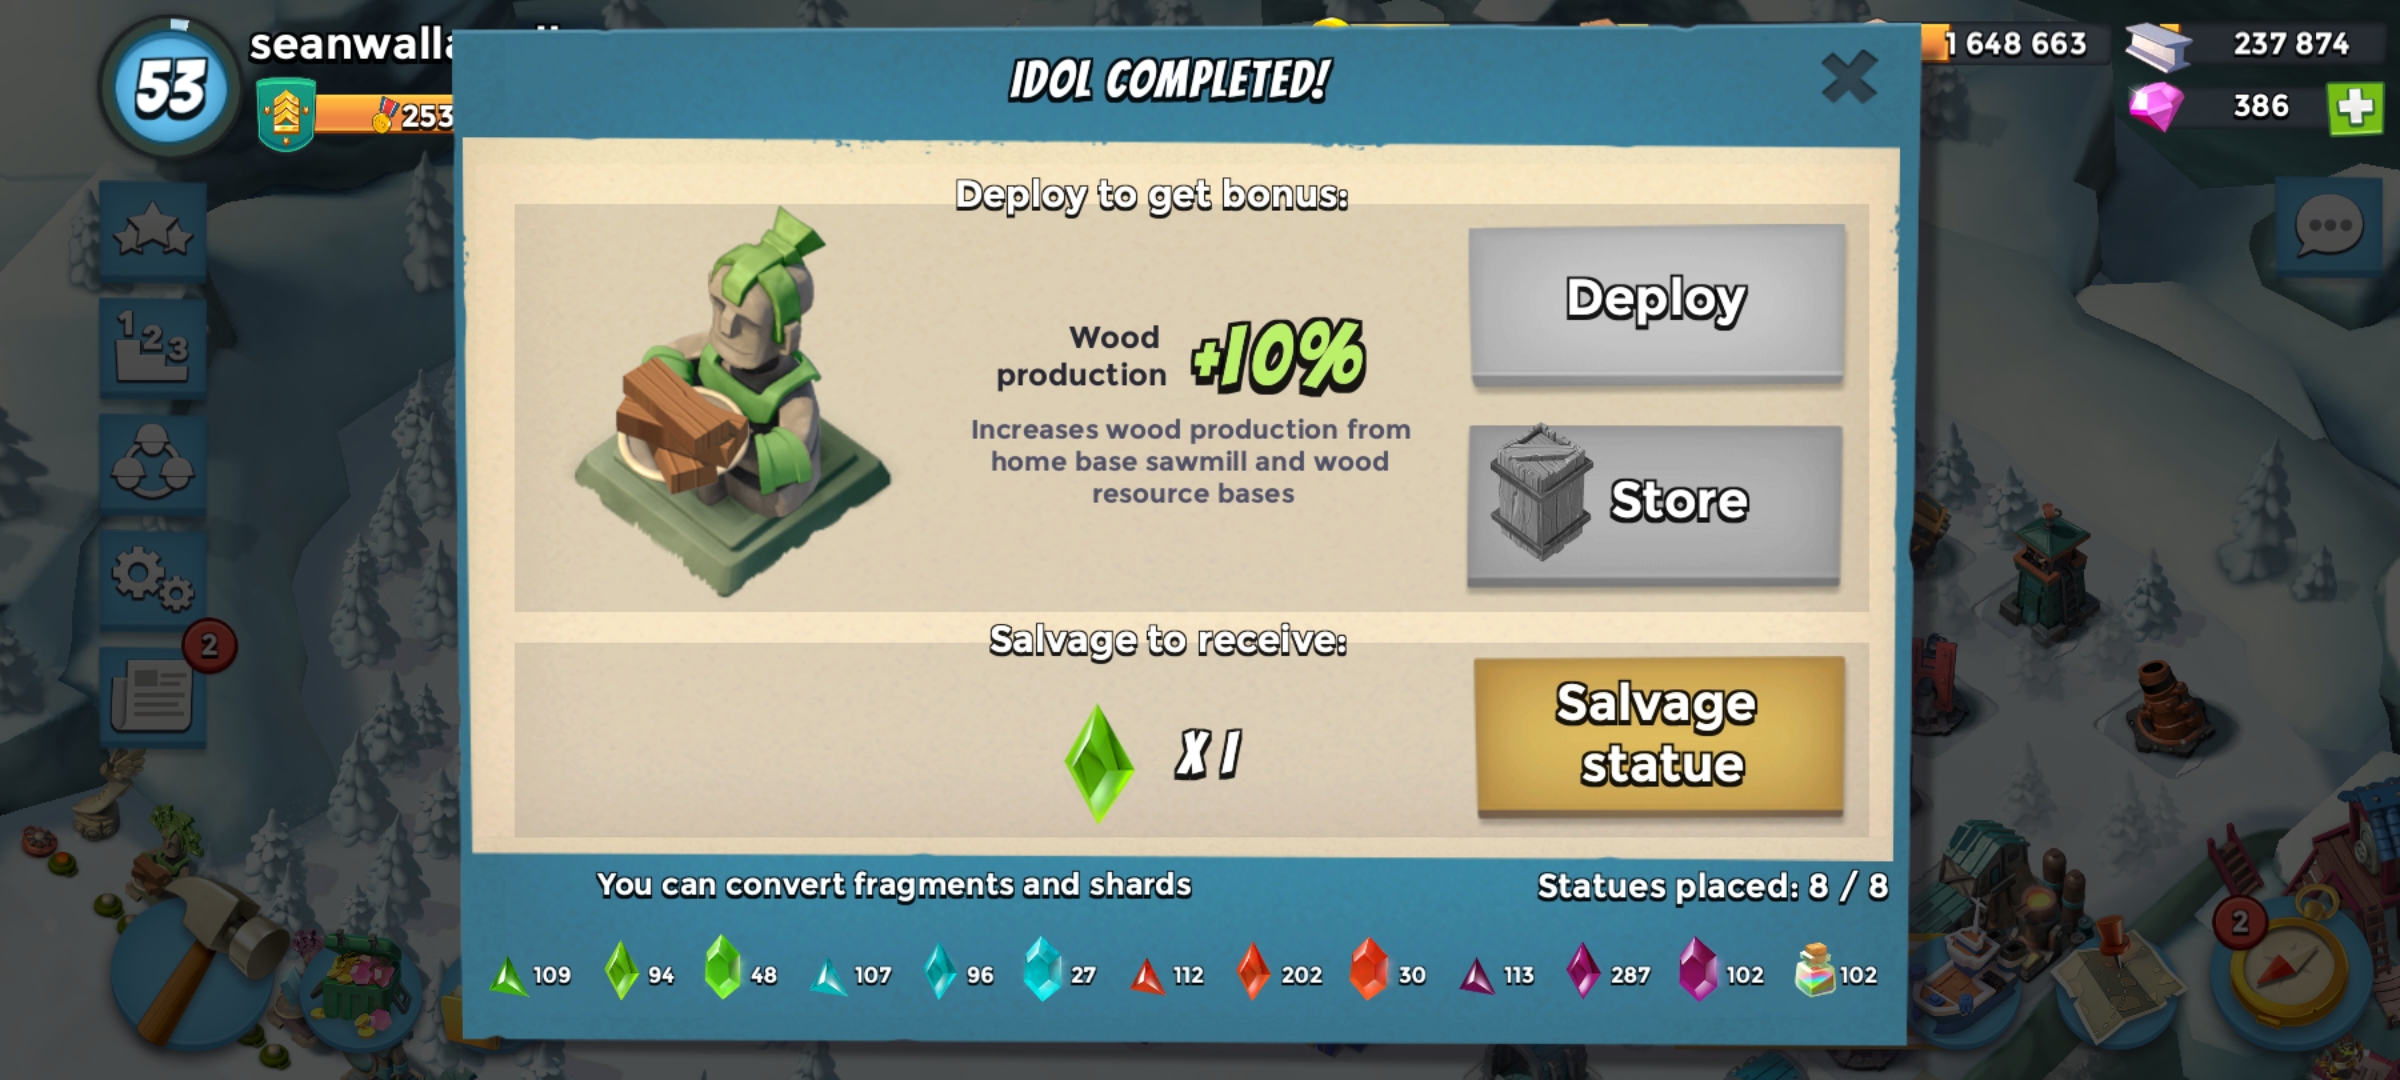 53
253
1 648 663
237 874
386
IDOL COMPLETED!
Deploy to get bonus:
Wood
production
+10%
Increases wood production from
home base sawmill and wood
resource bases
Deploy
Store
Salvage to receive:
X 1
Salvage
statue
1 2 3
2
You can convert fragments and shards
Statues placed: 8 / 8
109 94 48 107 96 27 112 202 30 113 287 102 102
2